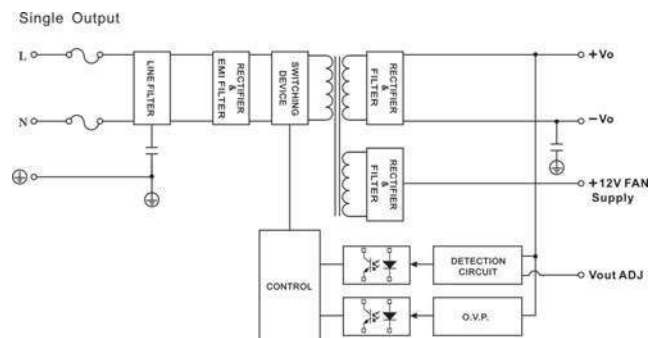 Single Output
L
LINE FILTER
RECTIFIER
&
EMI FILTER
SWITCHING
DEVICE
RECTIFIER
&
FILTER
+Vo
N
−Vo
RECTIFIER
&
FILTER
+12V FAN
Supply
CONTROL
DETECTION
CIRCUIT
Vout ADJ
O.V.P.